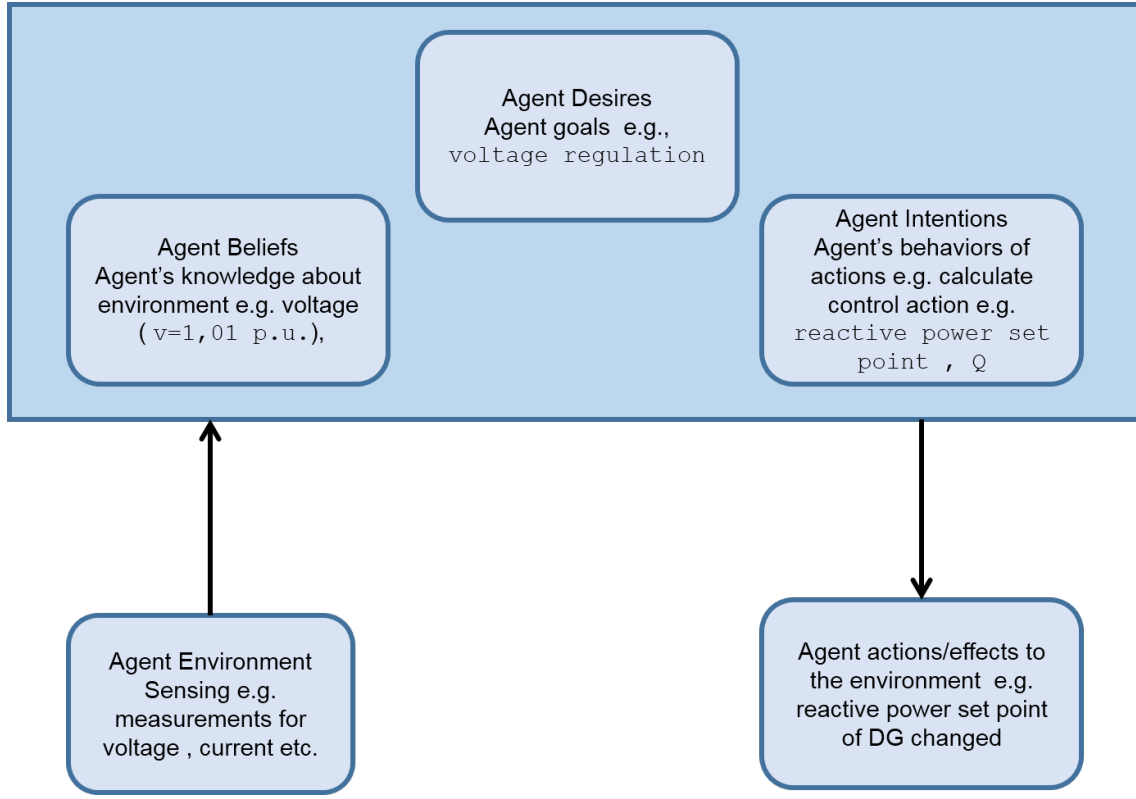 Agent Desires
Agent goals e.g.,
voltage regulation
Agent Beliefs
Agent's knowledge about
environment e.g. voltage
( v=1,01 p.u.),
Agent Intentions
Agent's behaviors of
actions e.g. calculate
control action e.g.
reactive power set
point , Q
Agent Environment
Sensing e.g.
measurements for
voltage , current etc.
Agent actions/effects to
the environment e.g.
reactive power set point
of DG changed